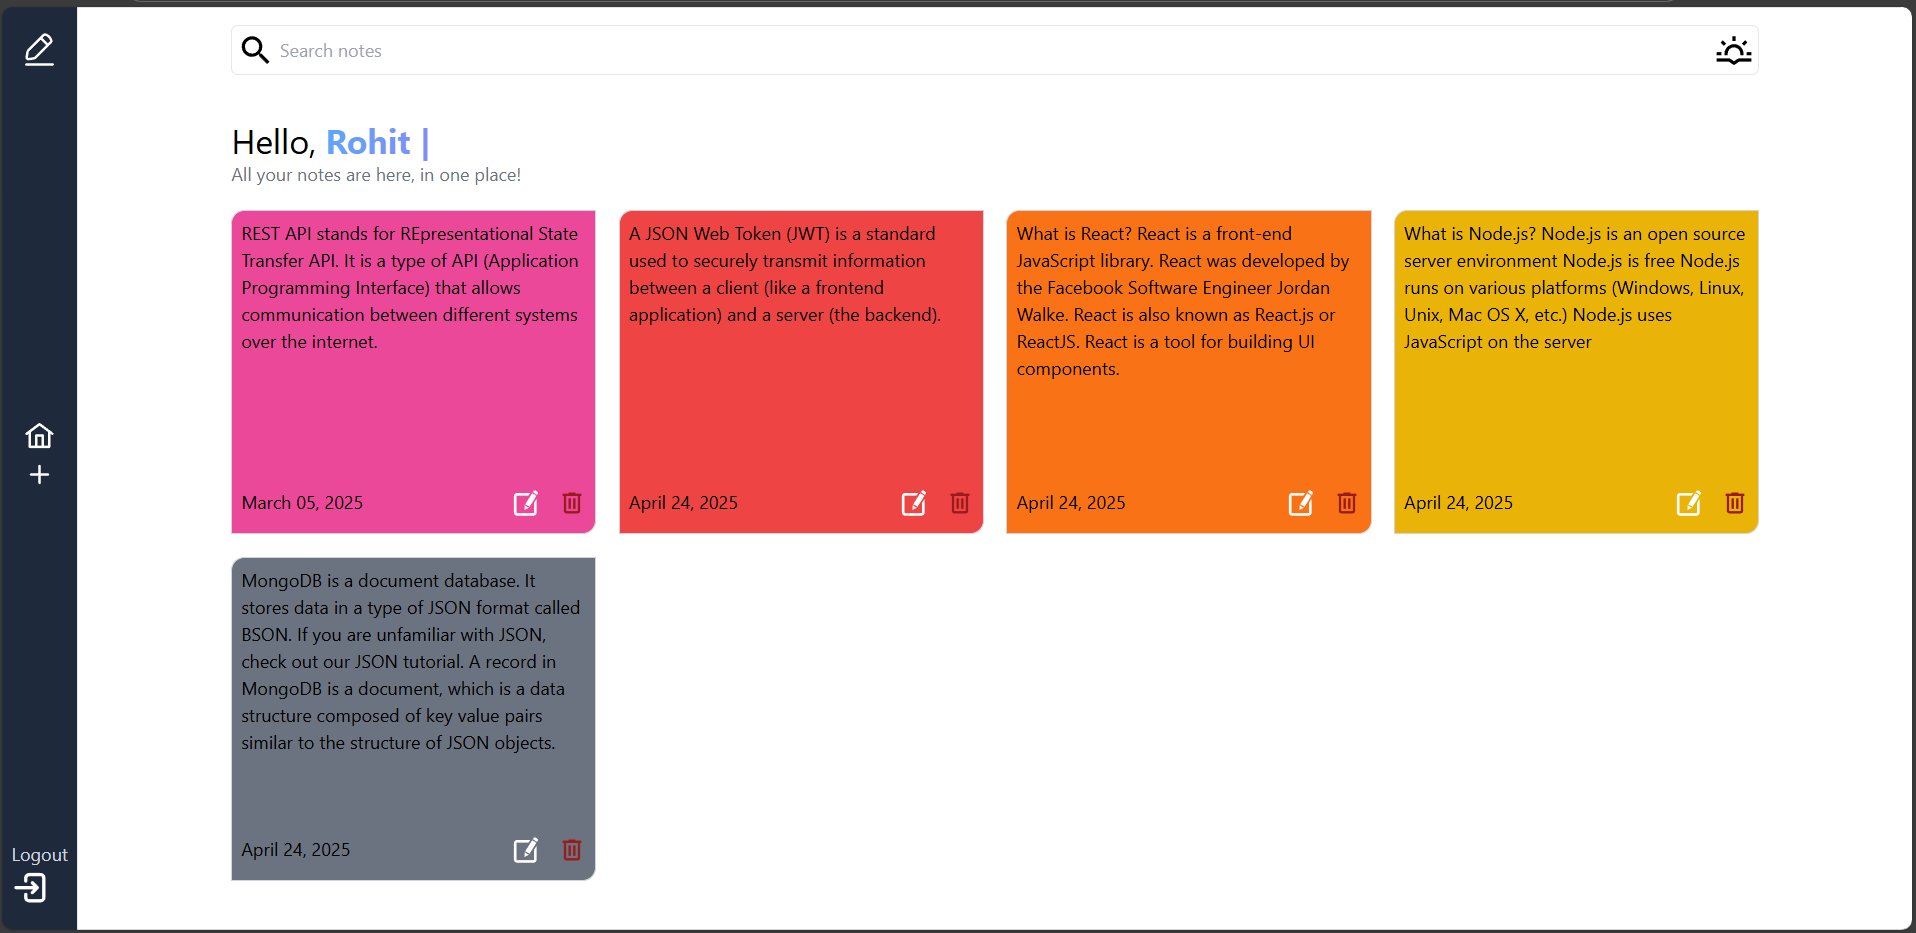 Search notes
Hello, Rohit |
All your notes are here, in one place!
REST API stands for REpresentational State
Transfer API. It is a type of API (Application
Programming Interface) that allows
communication between different systems
over the internet.
March 05, 2025
A JSON Web Token (JWT) is a standard
used to securely transmit information
between a client (like a frontend
application) and a server (the backend).
April 24, 2025
What is React? React is a front-end
JavaScript library. React was developed by
the Facebook Software Engineer Jordan
Walke. React is also known as React.js or
ReactJS. React is a tool for building UI
components.
April 24, 2025
What is Node.js? Node.js is an open source
server environment Node.js is free Node.js
runs on various platforms (Windows, Linux,
Unix, Mac OS X, etc.) Node.js uses
JavaScript on the server
April 24, 2025
MongoDB is a document database. It
stores data in a type of JSON format called
BSON. If you are unfamiliar with JSON,
check out our JSON tutorial. A record in
MongoDB is a document, which is a data
structure composed of key value pairs
similar to the structure of JSON objects.
April 24, 2025
Logout